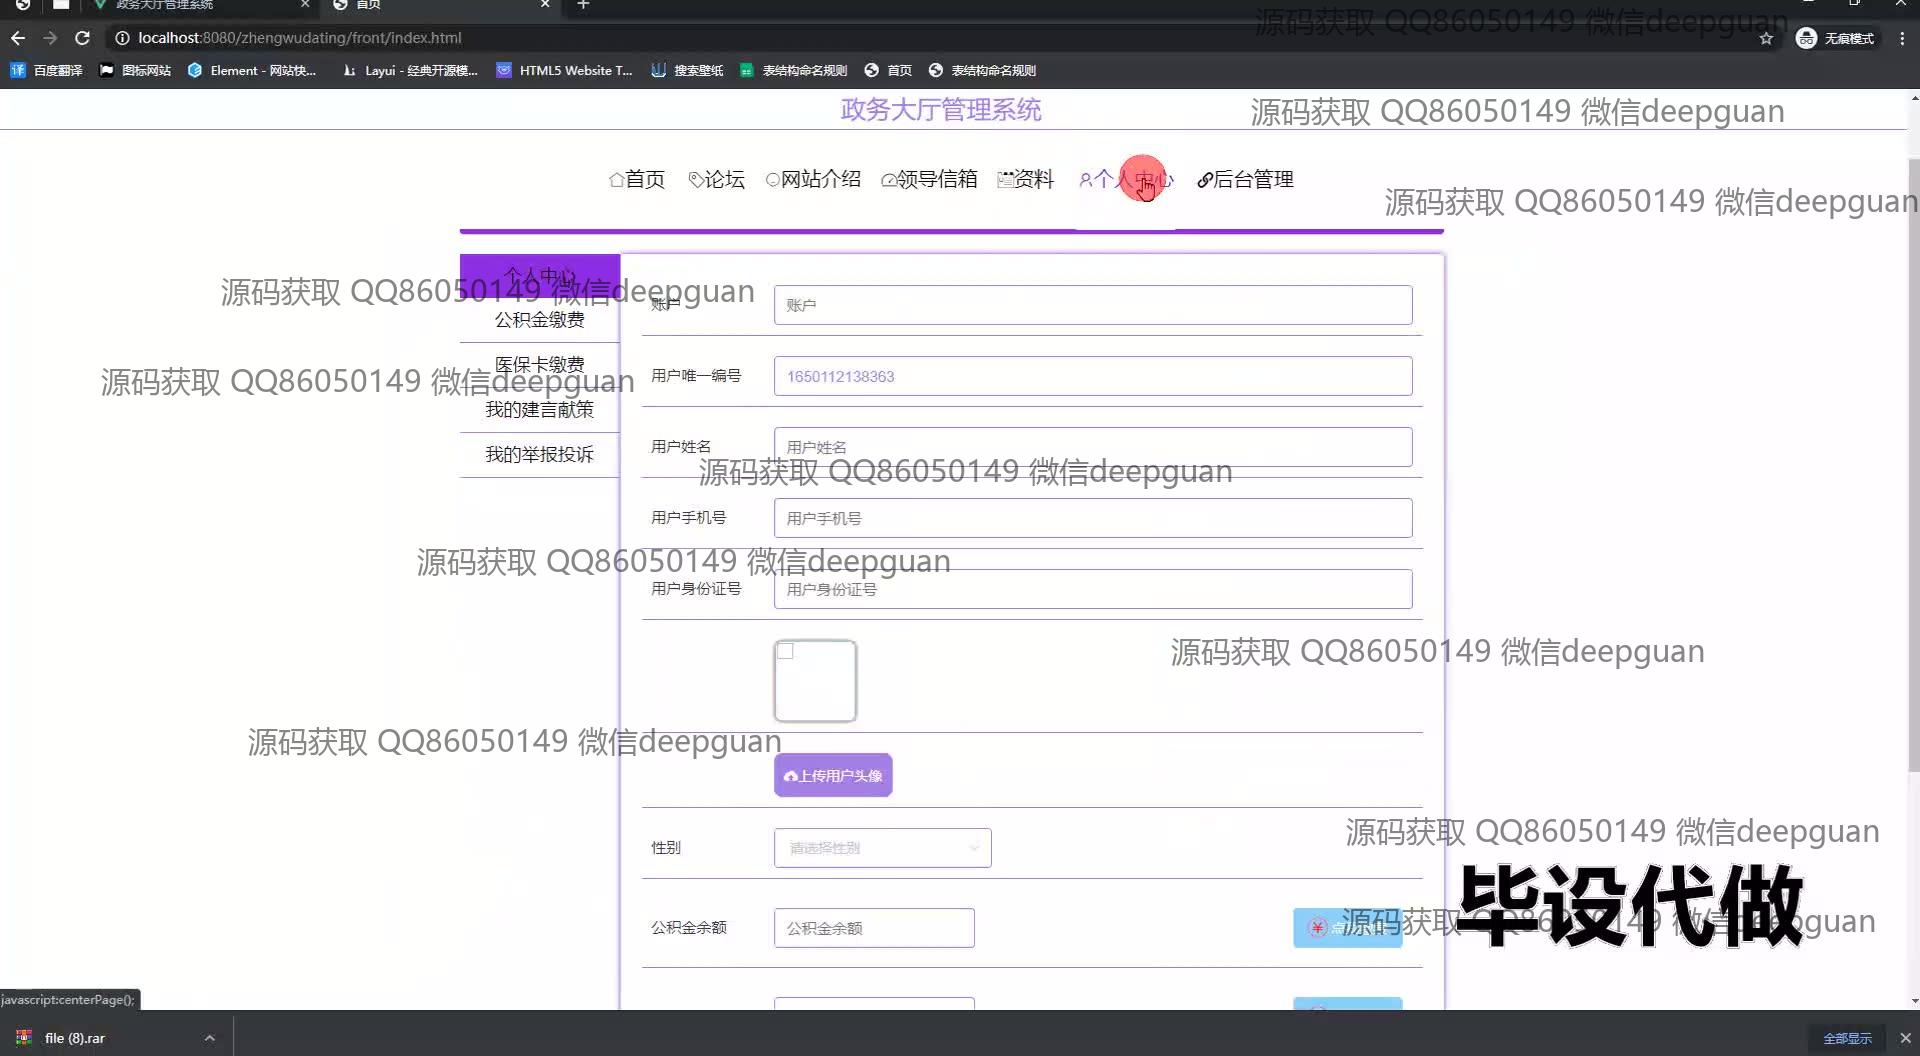 政务大厅管理系统
首页
localhost:8080/zhengwudating/front/index.html
无痕模式
百度翻译
图标网站
Element - 网站快...
Layui - 经典开源模...
HTML5 Website T...
搜索壁纸
表结构命名规则
首页
表结构命名规则
源码获取 QQ86050149 微信deepguan
政务大厅管理系统
源码获取 QQ86050149 微信deepguan
首页
论坛
网站介绍
领导信箱
资料
个人中心
后台管理
源码获取 QQ86050149 微信deepguan
个人中心
源码获取 QQ86050149 微信deepguan
账户
账户
公积金缴费
医保卡缴费
用户唯一编号
1650112138363
源码获取 QQ86050149 微信deepguan
我的建言献策
用户姓名
用户姓名
我的举报投诉
源码获取 QQ86050149 微信deepguan
用户手机号
用户手机号
源码获取 QQ86050149 微信deepguan
用户身份证号
用户身份证号
源码获取 QQ86050149 微信deepguan
源码获取 QQ86050149 微信deepguan
上传用户头像
性别
请选择性别
源码获取 QQ86050149 微信deepguan
毕设代做
公积金余额
公积金余额
源码获取 QQ86050149 微信deepguan
javascript:centerPage();
file (8).rar
全部显示